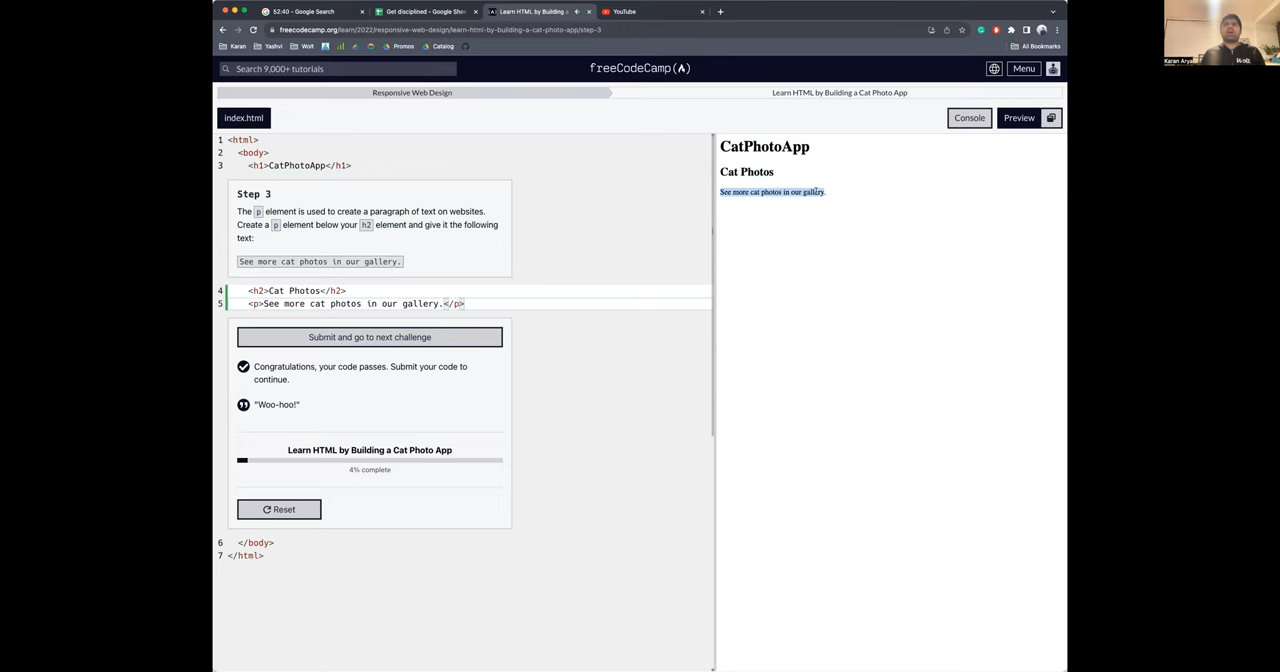 52:40 - Google Search
Get disciplined - Google She
Learn HTML by Building a
YouTube
freecodecamp.org/learn/2022/responsive-web-design/learn-html-by-building-a-cat-photo-app/step-3
Karan Yashvi Wolt Promos Catalog All Bookmarks
Search 9,000+ tutorials
freeCodeCamp
Menu
Responsive Web Design
Learn HTML by Building a Cat Photo App
index.html
Console
Preview
1 <html>
2 <body>
3 <h1>CatPhotoApp</h1>
Step 3
The p element is used to create a paragraph of text on websites.
Create a p element below your h2 element and give it the following
text:
See more cat photos in our gallery.
4 <h2>Cat Photos</h2>
5 <p>See more cat photos in our gallery.</p>
Submit and go to next challenge
Congratulations, your code passes. Submit your code to
continue.
"Woo-hoo!"
Learn HTML by Building a Cat Photo App
4% complete
Reset
6 </body>
7 </html>
CatPhotoApp
Cat Photos
See more cat photos in our gallery.